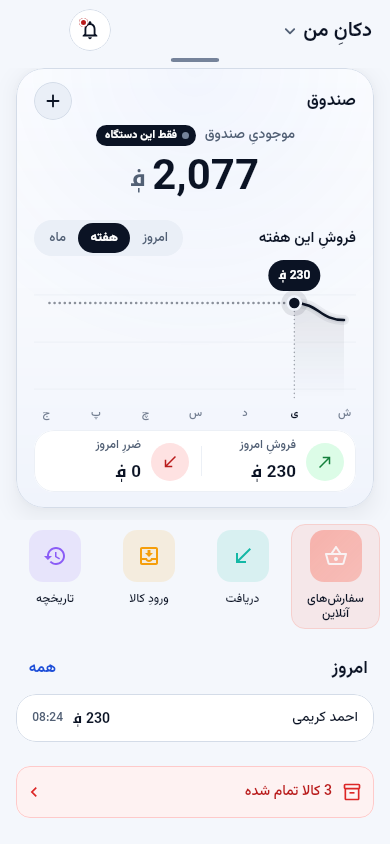 دکانِ من
صندوق
موجودیِ صندوق
فقط این دستگاه
2,077 ؋
فروشِ این هفته
امروز
هفته
ماه
230 ؋
ش
ی
د
س
چ
پ
ج
فروشِ امروز
230 ؋
ضررِ امروز
0 ؋
سفارش‌های
آنلاین
دریافت
ورودِ کالا
تاریخچه
امروز
همه
احمد کریمی
230 ؋
08:24
3 کالا تمام شده